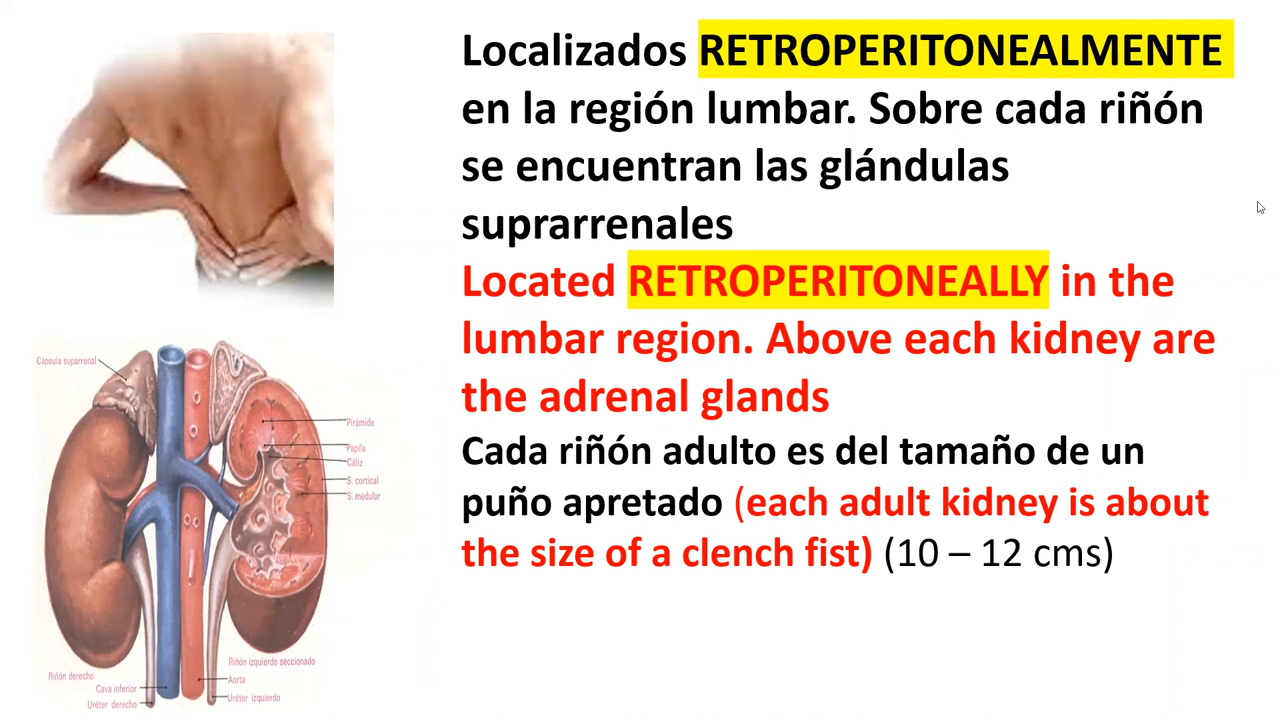 Localizados RETROPERITONEALMENTE
en la región lumbar. Sobre cada riñón
se encuentran las glándulas
suprarrenales
Located RETROPERITONEALLY in the
lumbar region. Above each kidney are
the adrenal glands
Cada riñón adulto es del tamaño de un
puño apretado (each adult kidney is about
the size of a clench fist) (10 – 12 cms)
Cápsula suparrenal
Pirámide
Papila
Cáliz
S. cortical
S. medular
Riñón izquierdo seccionado
Riñón derecho
Aorta
Cava inferior
Uréter izquierdo
Uréter derecho